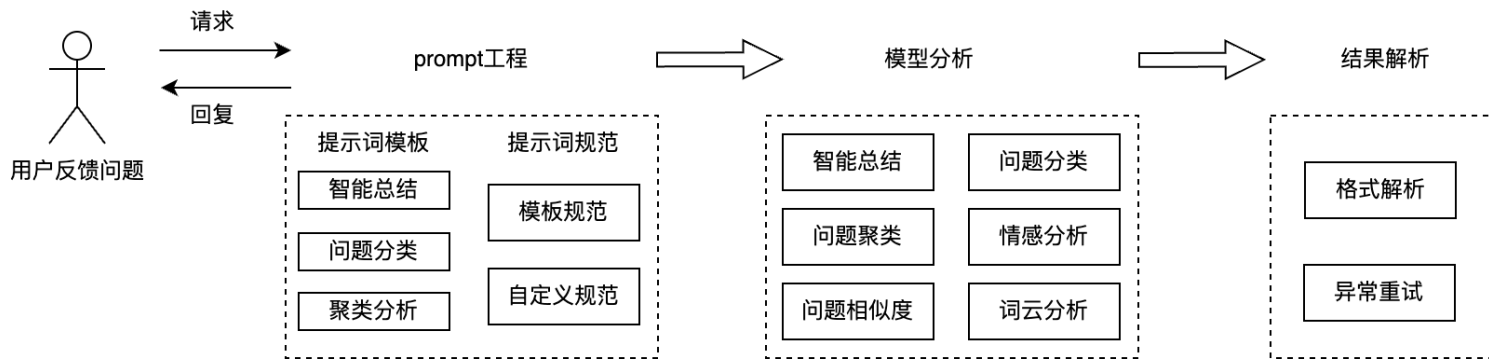 请求
回复
用户反馈问题
prompt工程
模型分析
结果解析
提示词模板
智能总结
问题分类
聚类分析
提示词规范
模板规范
自定义规范
智能总结
问题分类
问题聚类
情感分析
问题相似度
词云分析
格式解析
异常重试